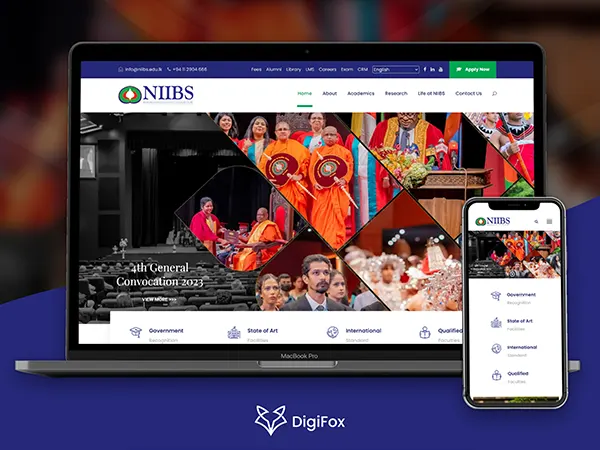 info@niibs.edu.lk +94 11 2904 666
Fees Alumni Library LMS Careers Exam CRM English Apply Now
NIIBS
Home About Academics Research Life at NIIBS Contact Us
4th General
Convocation 2023
VIEW MORE >>>
Government
Recognition
State of Art
Facilities
International
Standard
Qualified
Faculties
MacBook Pro
NIIBS
Government
Recognition
State of Art
Facilities
International
Standard
Qualified
Faculties
DigiFox